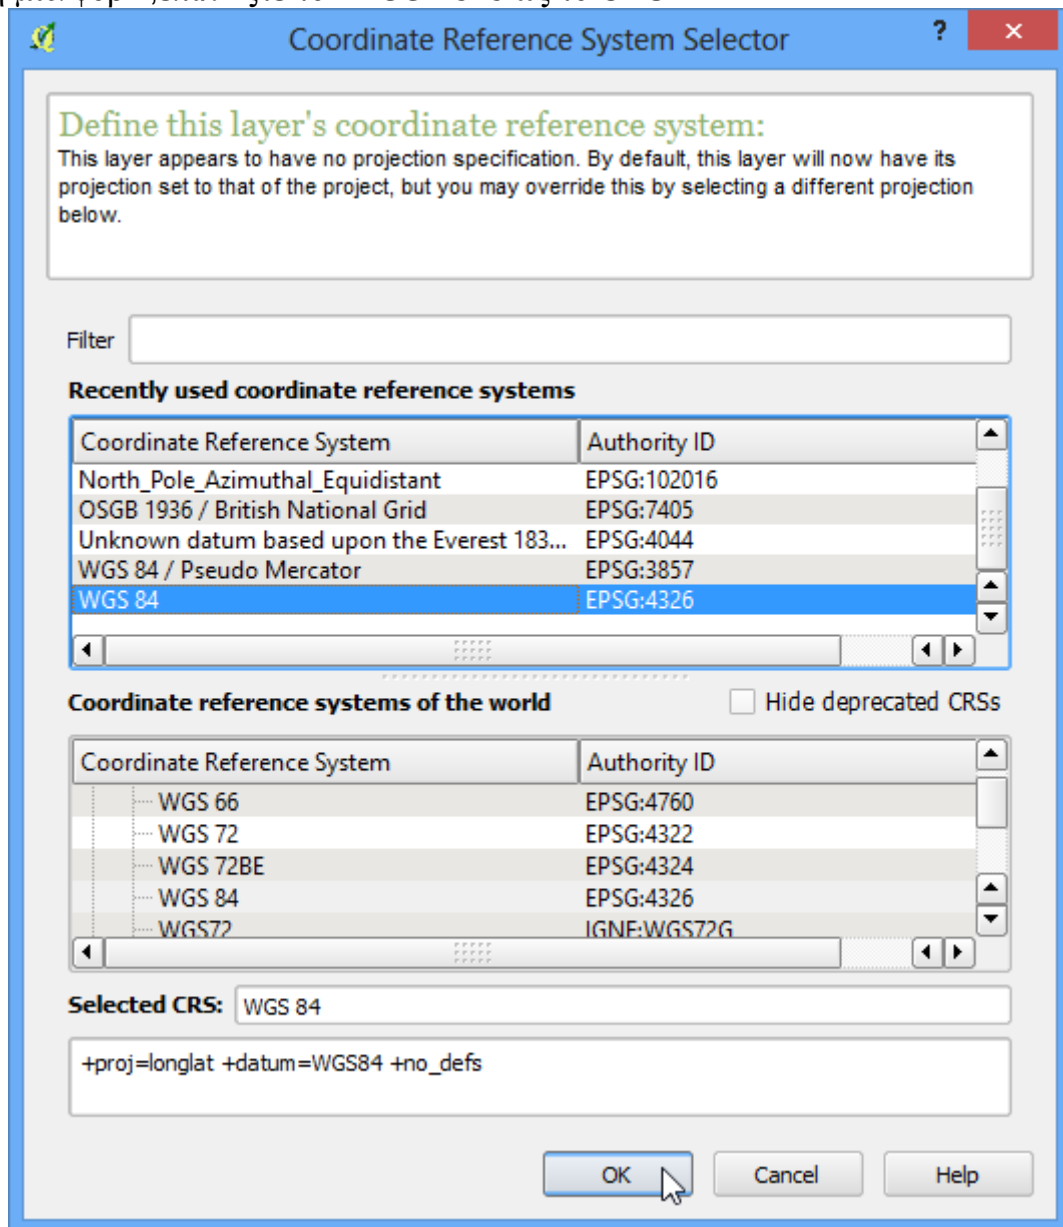 Coordinate Reference System Selector
?
Define this layer's coordinate reference system:
This layer appears to have no projection specification. By default, this layer will now have its
projection set to that of the project, but you may override this by selecting a different projection
below.
Filter
Recently used coordinate reference systems
Coordinate Reference System Authority ID
North_Pole_Azimuthal_Equidistant EPSG:102016
OSGB 1936 / British National Grid EPSG:7405
Unknown datum based upon the Everest 183... EPSG:4044
WGS 84 / Pseudo Mercator EPSG:3857
WGS 84 EPSG:4326
Coordinate reference systems of the world Hide deprecated CRSs
Coordinate Reference System Authority ID
WGS 66 EPSG:4760
WGS 72 EPSG:4322
WGS 72BE EPSG:4324
WGS 84 EPSG:4326
WGS72 IGNF:WGS72G
Selected CRS: WGS 84
+proj=longlat +datum=WGS84 +no_defs
OK Cancel Help